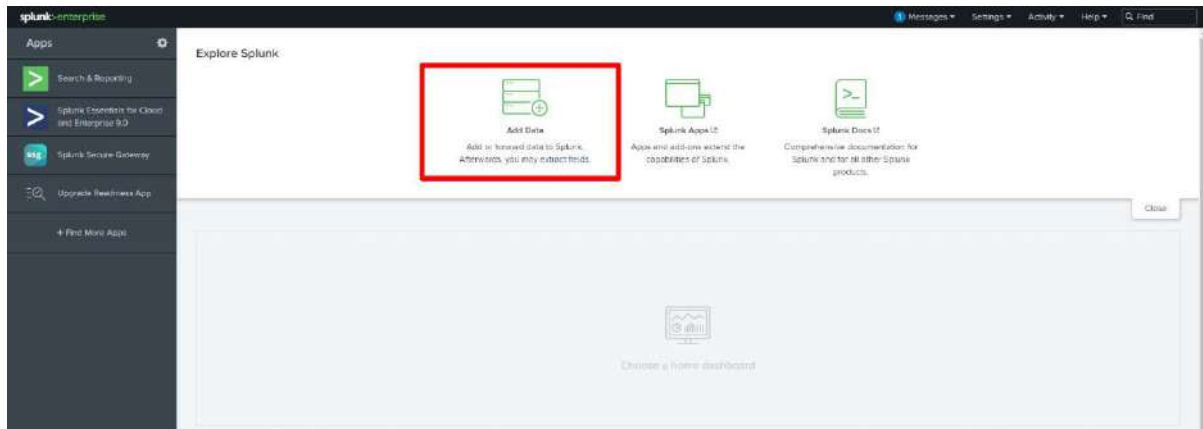 splunk>enterprise
Messages
Settings
Activity
Help
Find
Apps
Search & Reporting
Splunk Essentials for Cloud
and Enterprise 9.0
ssg
Splunk Secure Gateway
Upgrade Readiness App
+ Find More Apps
Explore Splunk
Add Data
Add or forward data to Splunk.
Afterwards, you may extract fields.
Splunk Apps
Apps and add-ons extend the
capabilities of Splunk.
Splunk Docs
Comprehensive documentation for
Splunk and for all other Splunk
products.
Close
Choose a home dashboard